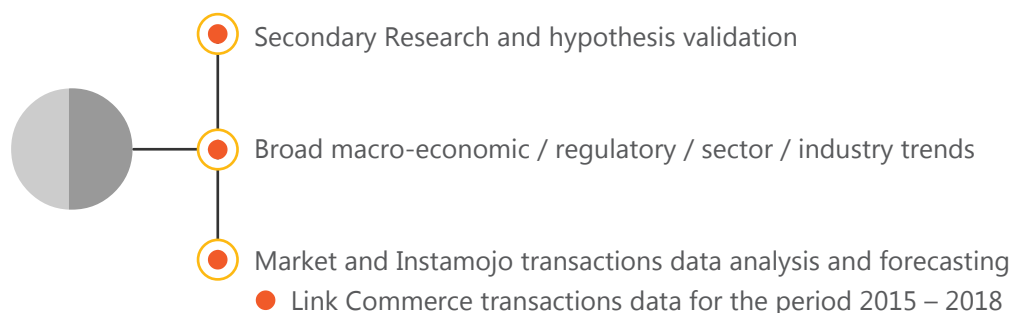 Secondary Research and hypothesis validation
Broad macro-economic / regulatory / sector / industry trends
Market and Instamojo transactions data analysis and forecasting
Link Commerce transactions data for the period 2015 – 2018